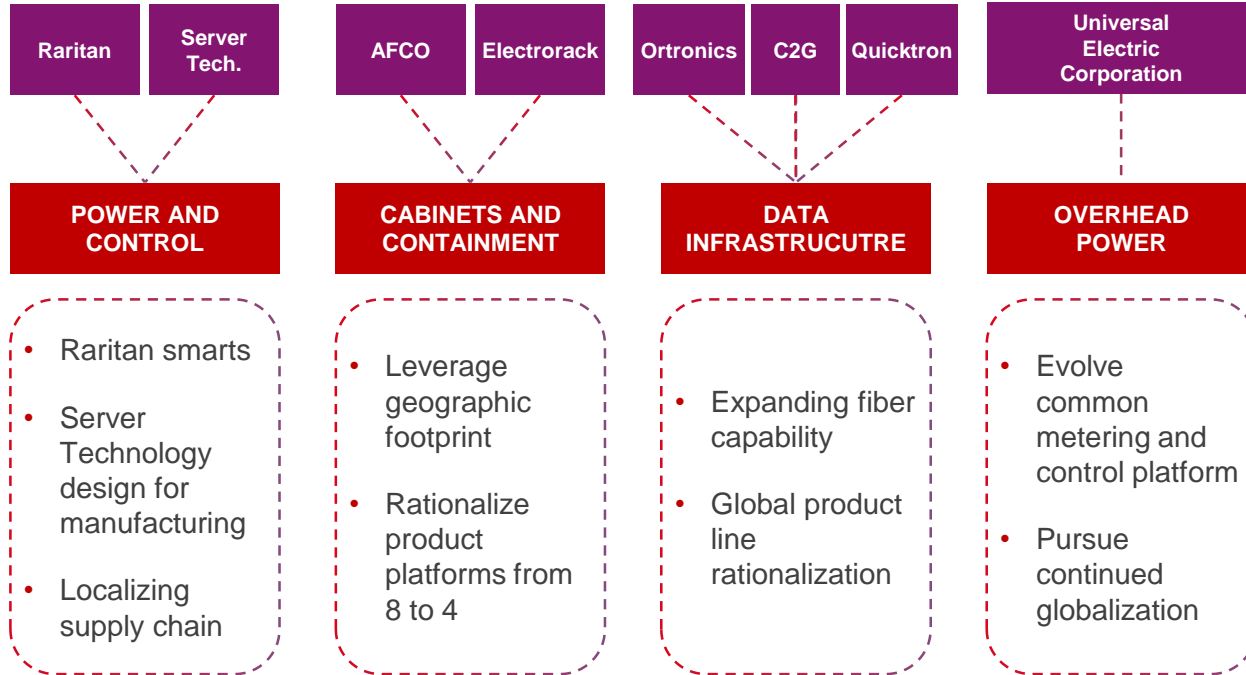 Raritan
Server
Tech.
AFCO
Electrorack
Ortronics
C2G
Quicktron
Universal
Electric
Corporation
POWER AND
CONTROL
CABINETS AND
CONTAINMENT
DATA
INFRASTRUCUTRE
OVERHEAD
POWER
• Raritan smarts
• Server
Technology
design for
manufacturing
• Localizing
supply chain
• Leverage
geographic
footprint
• Rationalize
product
platforms from
8 to 4
• Expanding fiber
capability
• Global product
line
rationalization
• Evolve
common
metering and
control platform
• Pursue
continued
globalization